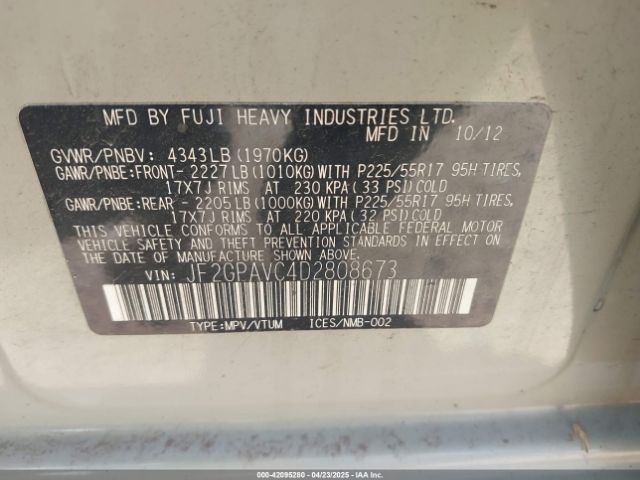 MFD BY FUJI HEAVY INDUSTRIES LTD.
MFD IN 10/12
GVWR/PNBV: 4343LB (1970KG)
GAWR/PNBE:FRONT- 2227LB (1010KG) WITH P225/55R17 95H TIRES,
17X7J RIMS AT 230 KPA (33 PSI) COLD
GAWR/PNBE:REAR - 2205LB (1000KG) WITH P225/55R17 95H TIRES,
17X7J RIMS AT 220 KPA (32 PSI) COLD
THIS VEHICLE CONFORMS TO ALL APPLICABLE FEDERAL MOTOR
VEHICLE SAFETY AND THEFT PREVENTION STANDARDS IN EFFECT ON
THE DATE OF MANUFACTURE SHOWN ABOVE.
VIN: JF2GPAVC4D2808673
TYPE:MPV/VTUM ICES/NMB-002
000-42095280 - 04/23/2025 - IAAI.COM